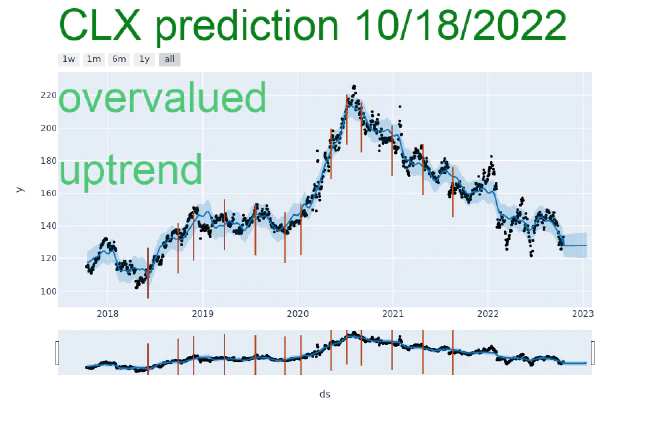 CLX prediction 10/18/2022
1w 1m 6m 1y all
overvalued
uptrend
y
220
200
180
160
140
120
100
2018 2019 2020 2021 2022 2023
ds